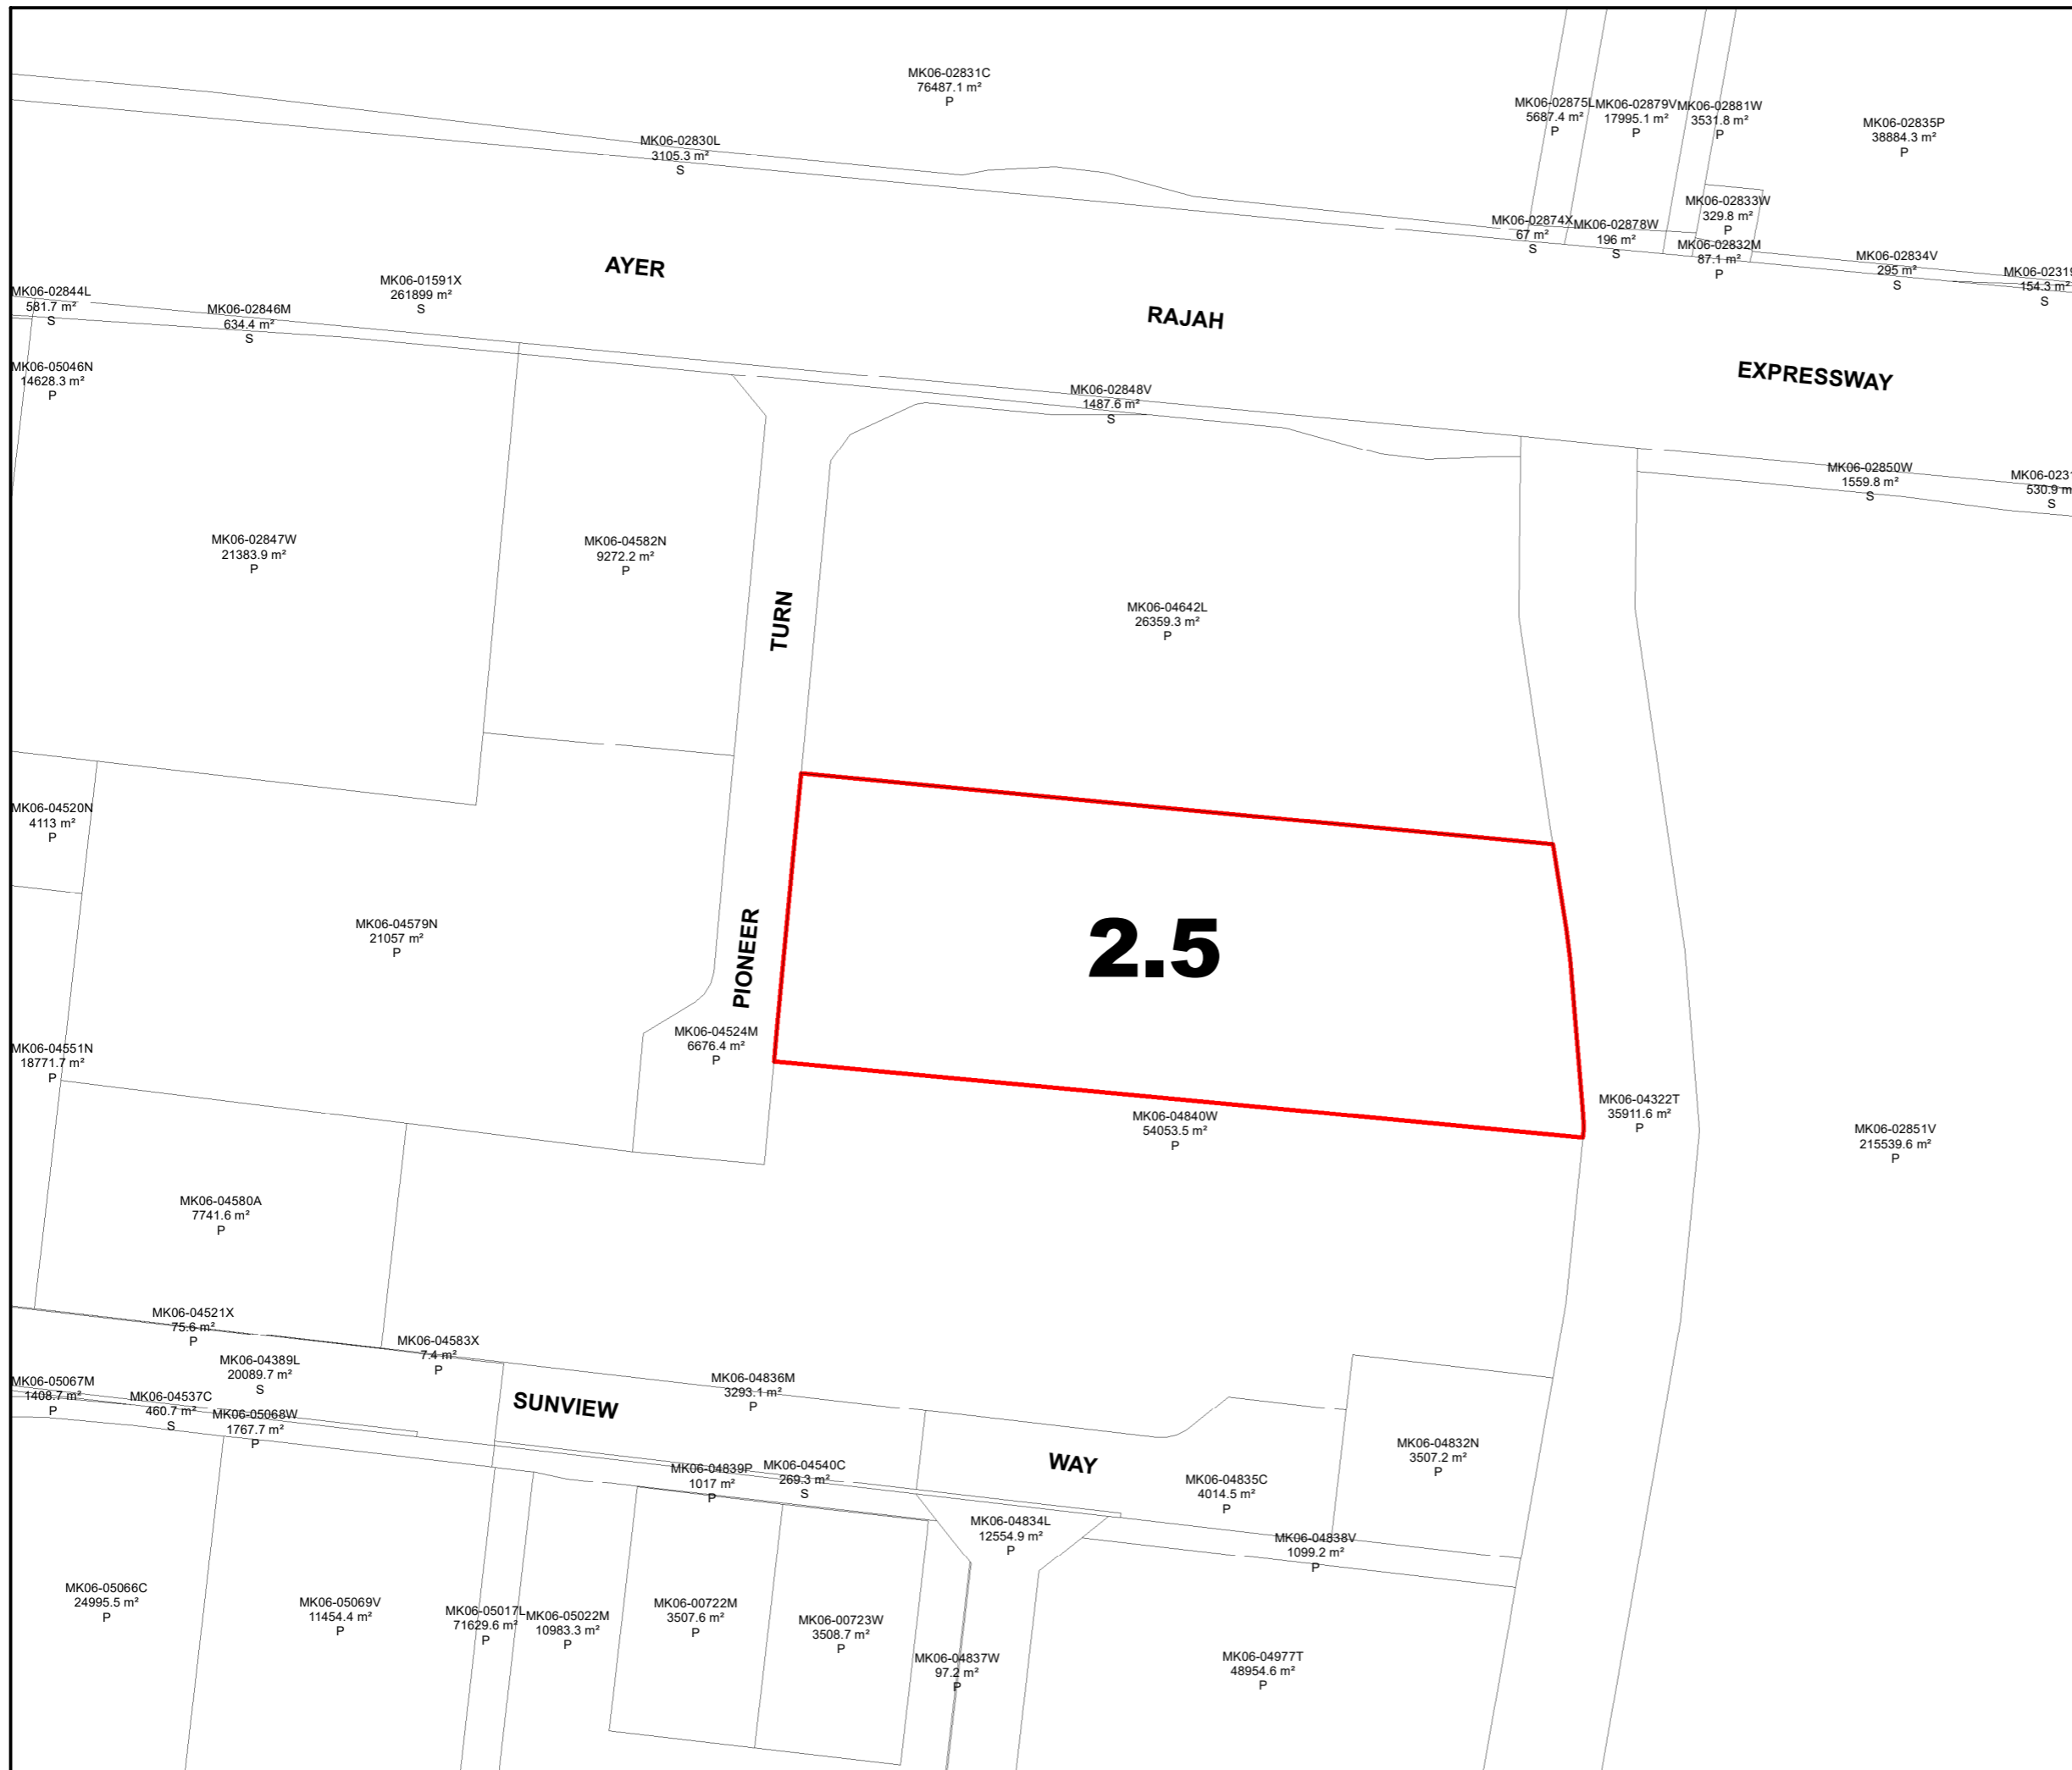 MK06-02831C
76487.1 m²
P
MK06-02875L
5687.4 m²
P
MK06-02879V
17995.1 m²
P
MK06-02881W
3531.8 m²
P
MK06-02835P
38884.3 m²
P
MK06-02830L
3105.3 m²
S
MK06-02833W
329.8 m²
P
MK06-02874X
67 m²
S
MK06-02878W
196 m²
S
MK06-02832M
87.1 m²
P
MK06-02834V
295 m²
S
MK06-02319
154.3 m²
S
AYER
RAJAH
EXPRESSWAY
MK06-01591X
261899 m²
S
MK06-02844L
581.7 m²
S
MK06-02846M
634.4 m²
S
MK06-05046N
14628.3 m²
P
MK06-02848V
1487.6 m²
S
MK06-02850W
1559.8 m²
S
MK06-0231
530.9 m
S
MK06-02847W
21383.9 m²
P
MK06-04582N
9272.2 m²
P
TURN
MK06-04642L
26359.3 m²
P
MK06-04520N
4113 m²
P
MK06-04579N
21057 m²
P
PIONEER
2.5
MK06-04524M
6676.4 m²
P
MK06-04551N
18771.7 m²
P
MK06-04840W
54053.5 m²
P
MK06-04322T
35911.6 m²
P
MK06-02851V
215539.6 m²
P
MK06-04580A
7741.6 m²
P
MK06-04521X
75.6 m²
P
MK06-04583X
7.4 m²
P
MK06-04389L
20089.7 m²
S
MK06-05067M
1408.7 m²
P
MK06-04537C
460.7 m²
S
MK06-05068W
1767.7 m²
P
SUNVIEW
WAY
MK06-04836M
3293.1 m²
P
MK06-04839P
1017 m²
P
MK06-04540C
269.3 m²
S
MK06-04832N
3507.2 m²
P
MK06-04835C
4014.5 m²
P
MK06-04834L
12554.9 m²
P
MK06-04838V
1099.2 m²
P
MK06-05066C
24995.5 m²
P
MK06-05069V
11454.4 m²
P
MK06-05017L
71629.6 m²
P
MK06-05022M
10983.3 m²
P
MK06-00722M
3507.6 m²
P
MK06-00723W
3508.7 m²
P
MK06-04837W
97.2 m²
P
MK06-04977T
48954.6 m²
P